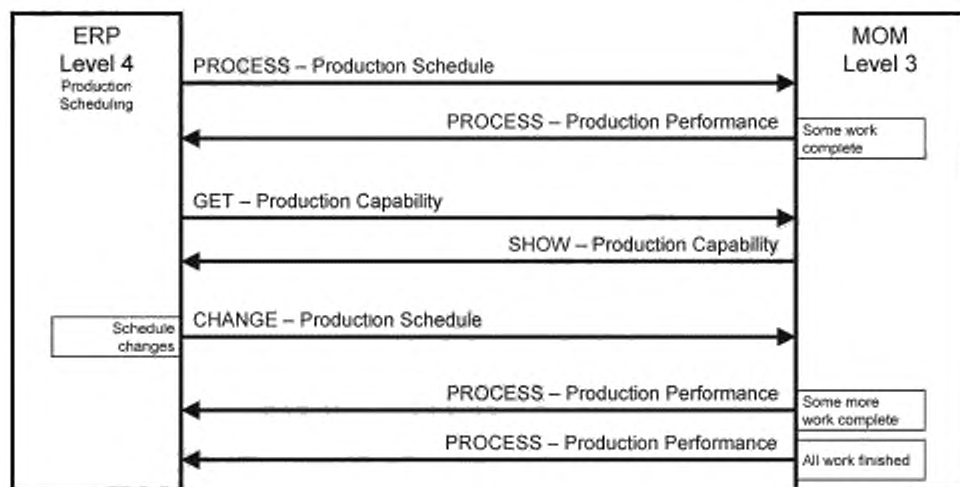 ERP
Level 4
Production
Scheduling
MOM
Level 3
PROCESS – Production Schedule
PROCESS – Production Performance
Some work
complete
GET – Production Capability
SHOW – Production Capability
Schedule
changes
CHANGE – Production Schedule
PROCESS – Production Performance
Some more
work complete
PROCESS – Production Performance
All work finished